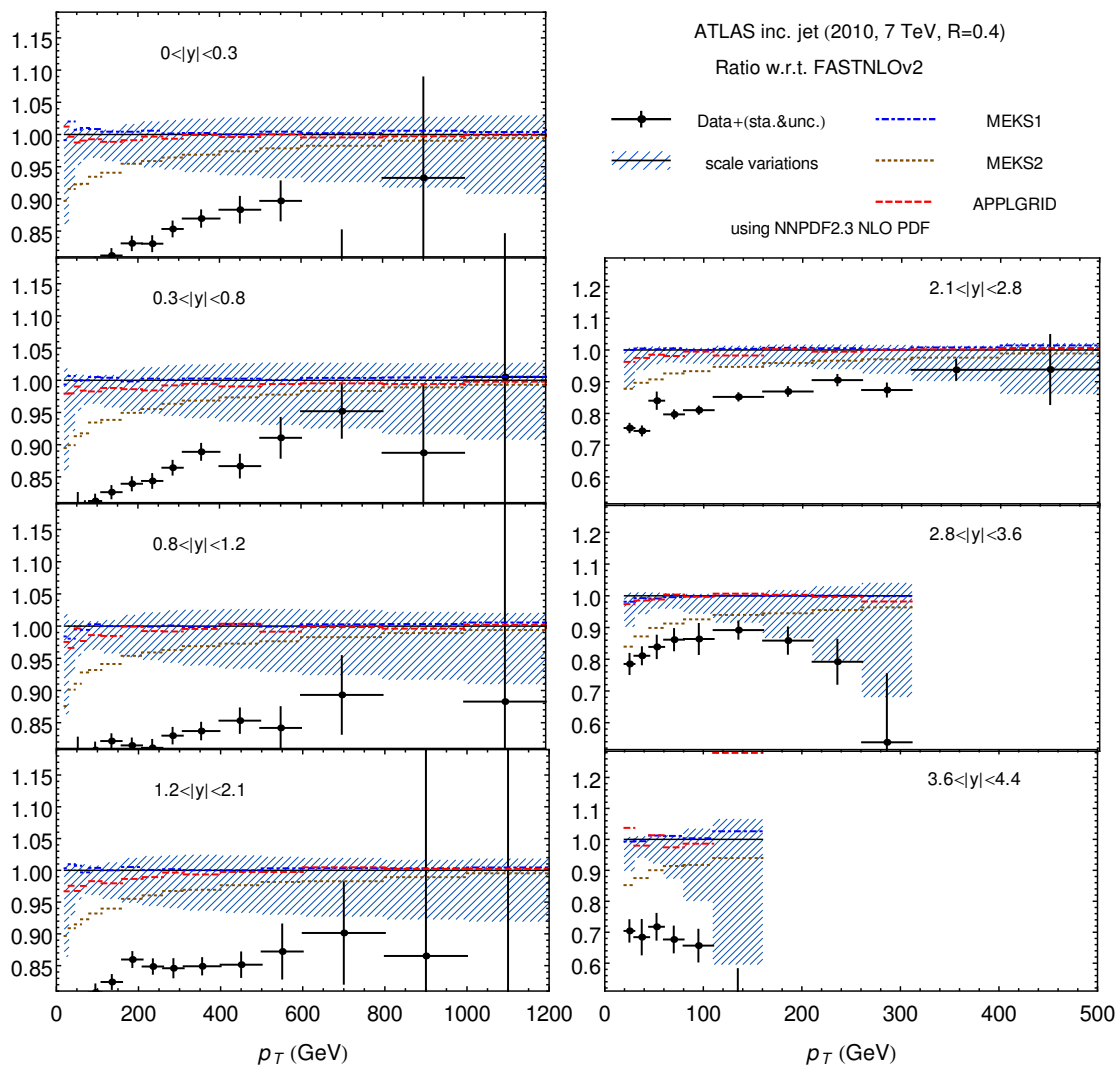 ATLAS inc. jet (2010, 7 TeV, R=0.4)
Ratio w.r.t. FASTNLOv2
Data+(sta.&unc.)
MEKS1
scale variations
MEKS2
APPLGRID
using NNPDF2.3 NLO PDF
0<|y|<0.3
1.15
1.10
1.05
1.00
0.95
0.90
0.85
0.3<|y|<0.8
1.15
1.10
1.05
1.00
0.95
0.90
0.85
0.8<|y|<1.2
1.15
1.10
1.05
1.00
0.95
0.90
0.85
1.2<|y|<2.1
1.15
1.10
1.05
1.00
0.95
0.90
0.85
0 200 400 600 800 1000 1200
p_T (GeV)
2.1<|y|<2.8
1.2
1.1
1.0
0.9
0.8
0.7
0.6
2.8<|y|<3.6
1.2
1.1
1.0
0.9
0.8
0.7
0.6
3.6<|y|<4.4
1.2
1.1
1.0
0.9
0.8
0.7
0.6
0 100 200 300 400 500
p_T (GeV)